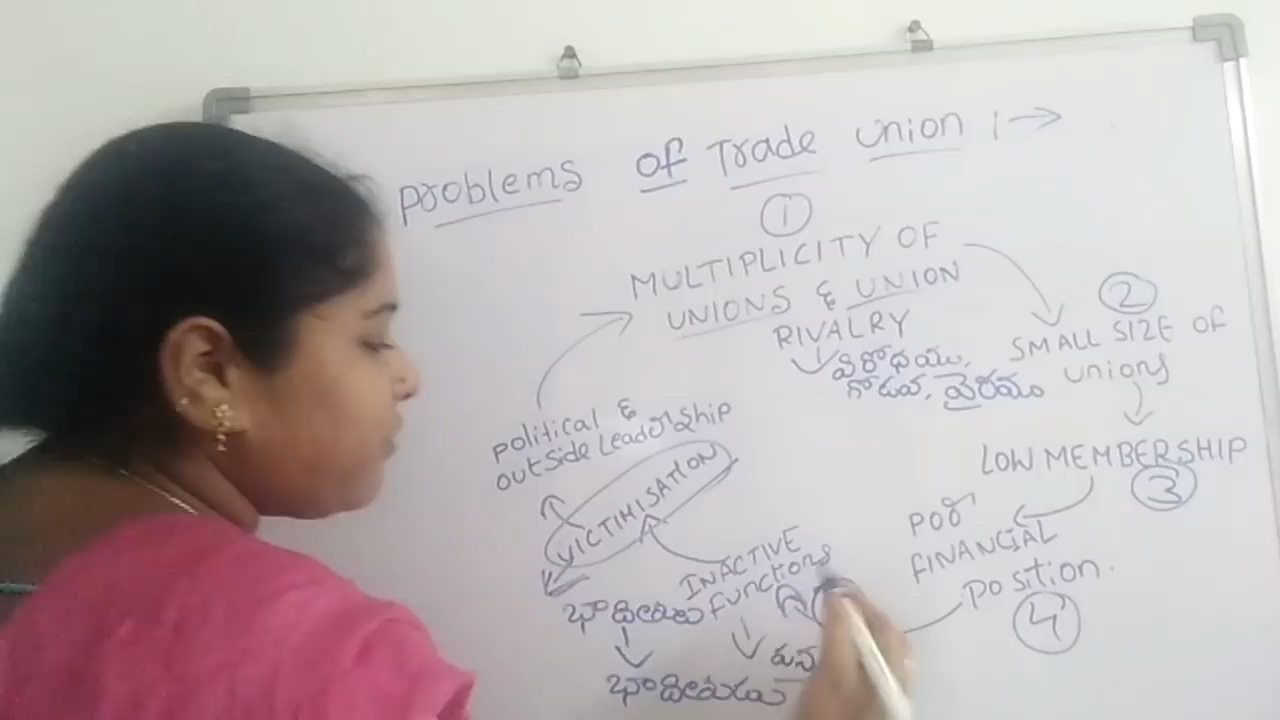 Problems of Trade Union :→
①
MULTIPLICITY OF
UNIONS & UNION
RIVALRY
విరోధము,
గొడవ, వైరము
②
SMALL SIZE OF
unions
LOW MEMBERSHIP
③
POOr
FINANCIAL
position.
④
political &
outside Leadership
VICTIMISATION
INACTIVE
functions
భాదితులు
భాదితుడు